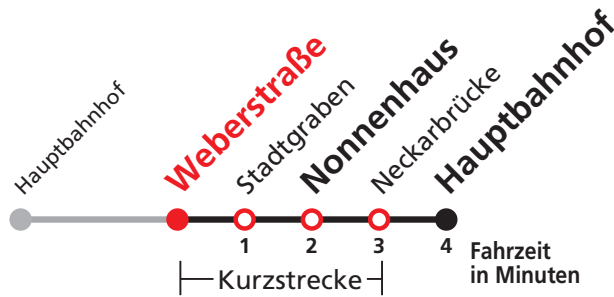 Hauptbahnhof
Weberstraße
Stadtgraben
Nonnenhaus
Neckarbrücke
Hauptbahnhof
1 2 3 4 Fahrzeit
in Minuten
Kurzstrecke